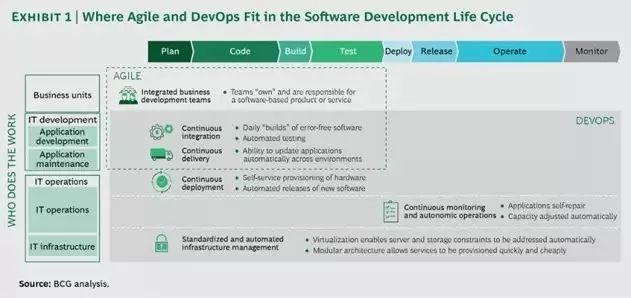 EXHIBIT 1 | Where Agile and DevOps Fit in the Software Development Life Cycle
Plan
Code
Build
Test
Deploy
Release
Operate
Monitor
WHO DOES THE WORK
Business units
IT development
Application
development
Application
maintenance
IT operations
IT operations
IT infrastructure
AGILE
DEVOPS
Integrated business
development teams
• Teams "own" and are responsible for
a software-based product or service
Continuous
integration
• Daily "builds" of error-free software
• Automated testing
Continuous
delivery
• Ability to update applications
automatically across environments
Continuous
deployment
• Self-service provisioning of hardware
• Automated releases of new software
Continuous monitoring
and autonomic operations
• Applications self-repair
• Capacity adjusted automatically
Standardized and automated
infrastructure management
• Virtualization enables server and storage constraints to be addressed automatically
• Modular architecture allows services to be provisioned quickly and cheaply
Source: BCG analysis.